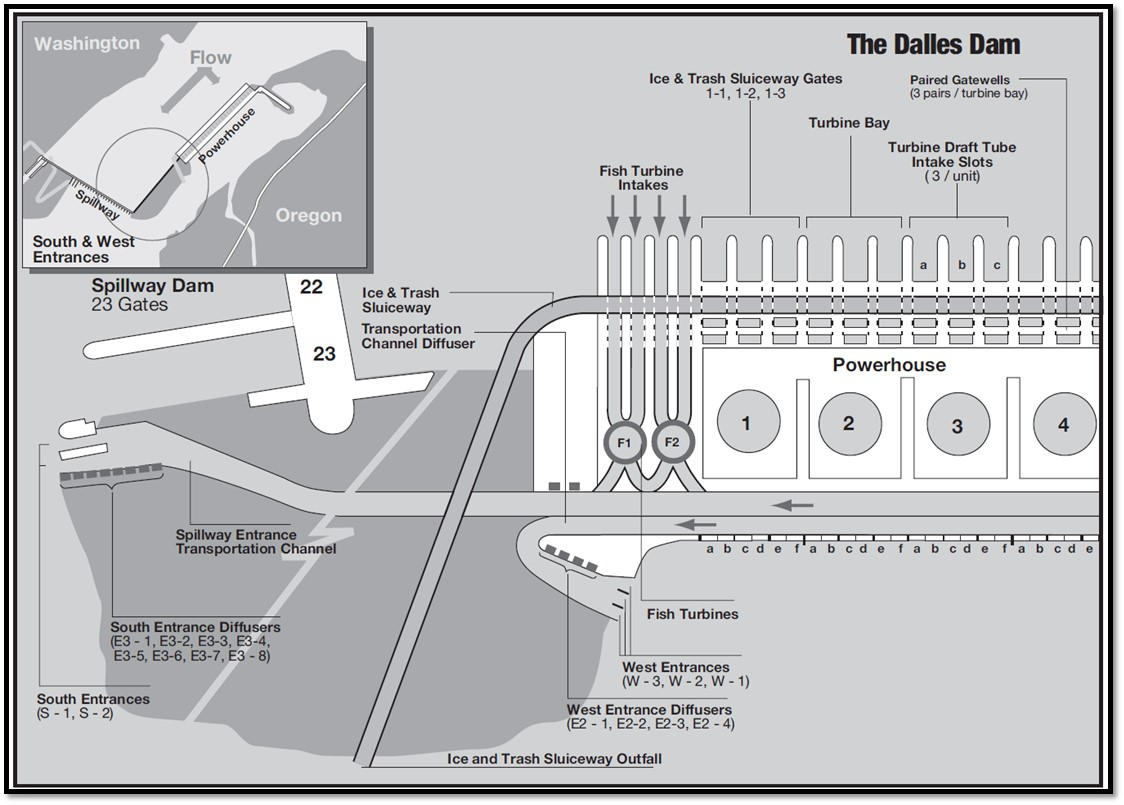 Washington
Flow
Powerhouse
Spillway
Oregon
South & West
Entrances
The Dalles Dam
Ice & Trash Sluiceway Gates
1-1, 1-2, 1-3
Paired Gatewells
(3 pairs / turbine bay)
Turbine Bay
Turbine Draft Tube
Intake Slots
( 3 / unit)
Fish Turbine
Intakes
a b c
Spillway Dam
23 Gates
22
23
Ice & Trash
Sluiceway
Transportation
Channel Diffuser
Powerhouse
1 2 3 4
F1 F2
Spillway Entrance
Transportation Channel
a b c d e f a b c d e f a b c d e f a b c d e
Fish Turbines
South Entrance Diffusers
(E3 - 1, E3-2, E3-3, E3-4,
E3-5, E3-6, E3-7, E3 - 8)
West Entrances
(W - 3, W - 2, W - 1)
South Entrances
(S - 1, S - 2)
West Entrance Diffusers
(E2 - 1, E2-2, E2-3, E2 - 4)
Ice and Trash Sluiceway Outfall